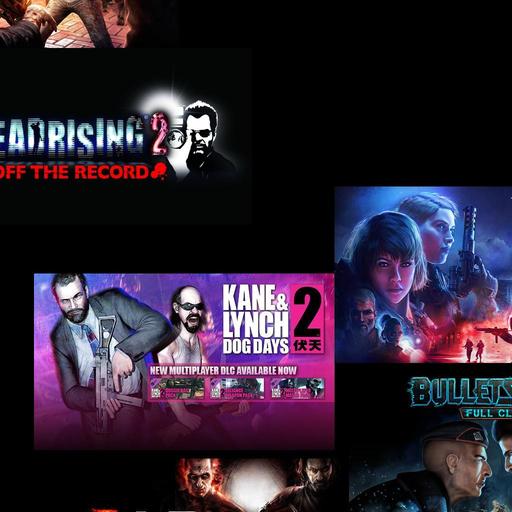 EADRISING 2
OFF THE RECORD
KANE &
LYNCH 2
DOG DAYS 伏天
NEW MULTIPLAYER DLC AVAILABLE NOW
BULLETS
FULL CL